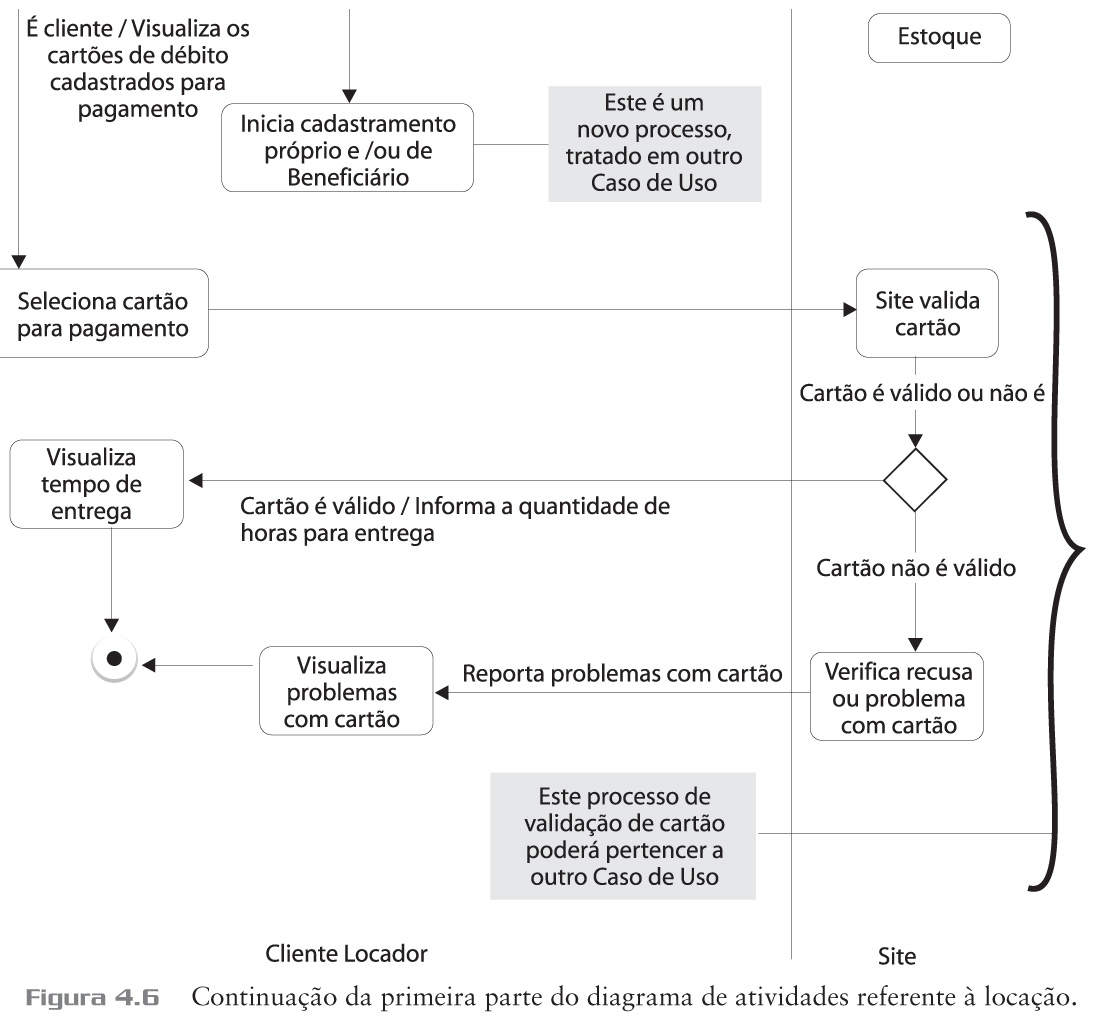 É cliente / Visualiza os
cartões de débito
cadastrados para
pagamento
Estoque
Inicia cadastramento
próprio e /ou de
Beneficiário
Este é um
novo processo,
tratado em outro
Caso de Uso
Seleciona cartão
para pagamento
Site valida
cartão
Cartão é válido ou não é
Visualiza
tempo de
entrega
Cartão é válido / Informa a quantidade de
horas para entrega
Cartão não é válido
Visualiza
problemas
com cartão
Reporta problemas com cartão
Verifica recusa
ou problema
com cartão
Este processo de
validação de cartão
poderá pertencer a
outro Caso de Uso
Cliente Locador
Site
Figura 4.6 Continuação da primeira parte do diagrama de atividades referente à locação.